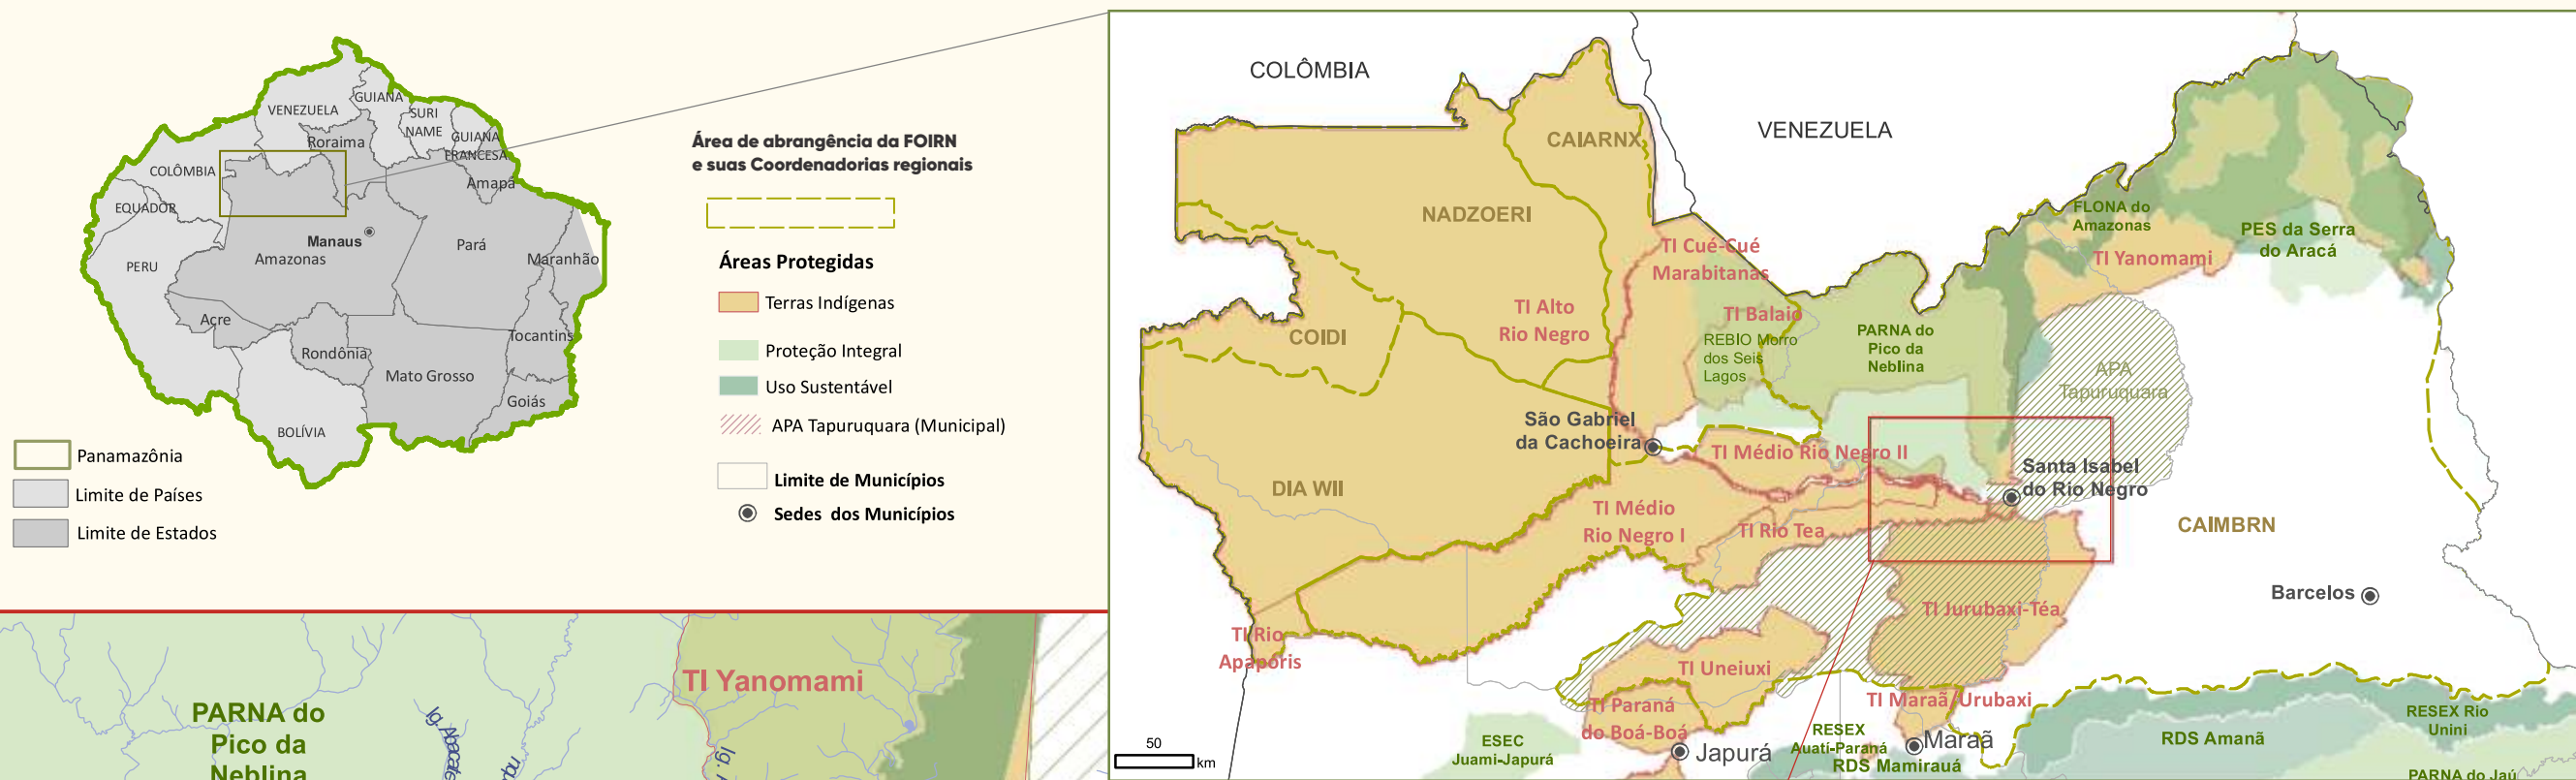 VENEZUELA
GUIANA
SURI
NAME
GUIANA
FRANCESA
Roraima
COLÔMBIA
Amapá
EQUADOR
Manaus
Amazonas
Pará
Maranhão
PERU
Acre
Tocantins
Rondônia
Mato Grosso
Goiás
BOLÍVIA
Panamazônia
Limite de Países
Limite de Estados
Área de abrangência da FOIRN
e suas Coordenadorias regionais
Áreas Protegidas
Terras Indígenas
Proteção Integral
Uso Sustentável
APA Tapuruquara (Municipal)
Limite de Municípios
Sedes dos Municípios
COLÔMBIA
VENEZUELA
CAIARNX
NADZOERI
TI Cué-Cué
Marabitanas
FLONA do
Amazonas
TI Yanomami
PES da Serra
do Aracá
TI Alto
Rio Negro
TI Balaio
COIDI
REBIO Morro
dos Seis
Lagos
PARNA do
Pico da
Neblina
APA
Tapuruquara
São Gabriel
da Cachoeira
TI Médio Rio Negro II
Santa Isabel
do Rio Negro
DIA WII
TI Médio
Rio Negro I
TI Rio Tea
CAIMBRN
Barcelos
TI Jurubaxi-Téa
TI Rio
Apapóris
TI Uneiuxi
TI Paraná
do Boá-Boá
TI Maraã/Urubaxi
RESEX
Auatí-Paraná
RDS Mamirauá
Maraã
Japurá
ESEC
Juami-Japurá
RDS Amanã
RESEX Rio
Unini
PARNA do Jaú
50
km
TI Yanomami
PARNA do
Pico da
Neblina
Ig.
Ig.